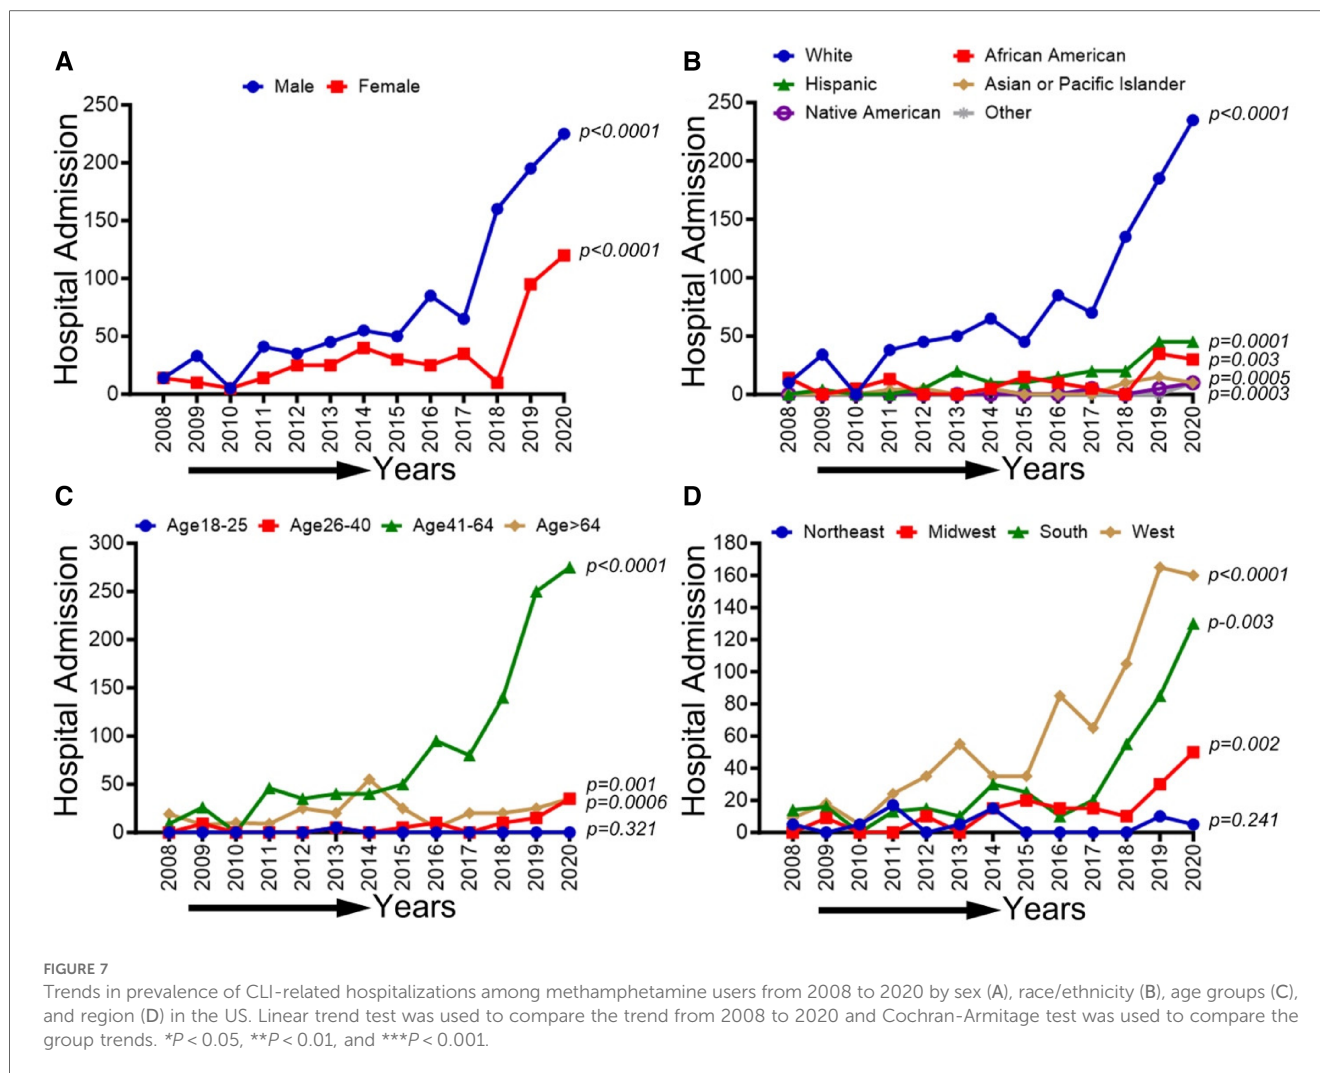 A
Male Female
250
200
150
100
50
0
Hospital Admission
p<0.0001
p<0.0001
2008 2009 2010 2011 2012 2013 2014 2015 2016 2017 2018 2019 2020
Years
B
White African American
Hispanic Asian or Pacific Islander
Native American Other
250
200
150
100
50
0
Hospital Admission
p<0.0001
p=0.0001
p=0.003
p=0.0005
p=0.0003
2008 2009 2010 2011 2012 2013 2014 2015 2016 2017 2018 2019 2020
Years
C
Age18-25 Age26-40 Age41-64 Age>64
300
250
200
150
100
50
0
Hospital Admission
p<0.0001
p=0.001
p=0.0006
p=0.321
2008 2009 2010 2011 2012 2013 2014 2015 2016 2017 2018 2019 2020
Years
D
Northeast Midwest South West
180
160
140
120
100
80
60
40
20
0
Hospital Admission
p<0.0001
p-0.003
p=0.002
p=0.241
2008 2009 2010 2011 2012 2013 2014 2015 2016 2017 2018 2019 2020
Years
FIGURE 7
Trends in prevalence of CLI-related hospitalizations among methamphetamine users from 2008 to 2020 by sex (A), race/ethnicity (B), age groups (C),
and region (D) in the US. Linear trend test was used to compare the trend from 2008 to 2020 and Cochran-Armitage test was used to compare the
group trends. *P < 0.05, **P < 0.01, and ***P < 0.001.